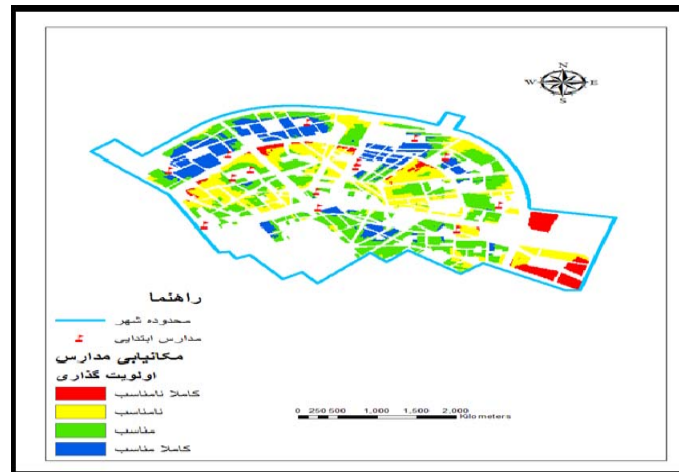 N
W E
S
راهنما
محدوده شهر
مدارس ابتدایی
مکانیابی مدارس
اولویت گذاری
کاملا نامناسب
نامناسب
مناسب
کاملا مناسب
0 250 500 1,000 1,500 2,000
Kilometers